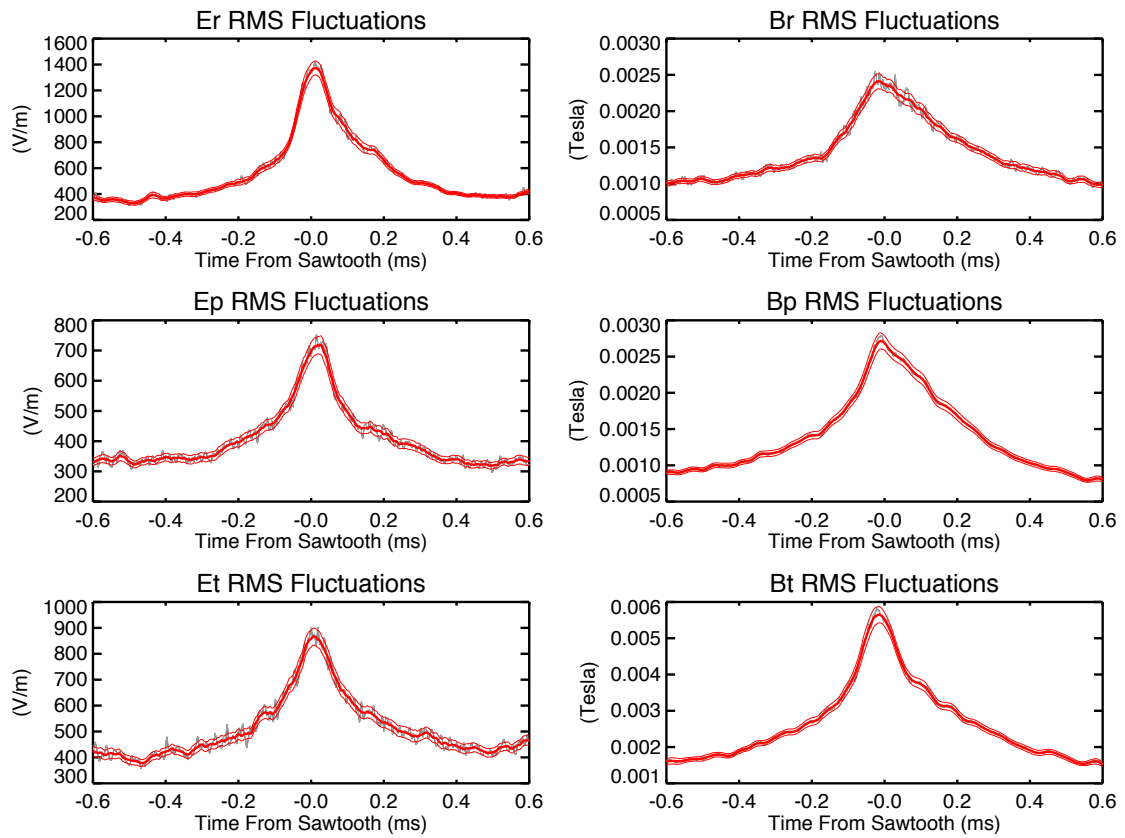 Er RMS Fluctuations
1600
1400
1200
1000
800
600
400
200
(V/m)
-0.6 -0.4 -0.2 -0.0 0.2 0.4 0.6
Time From Sawtooth (ms)
Br RMS Fluctuations
0.0030
0.0025
0.0020
0.0015
0.0010
0.0005
(Tesla)
-0.6 -0.4 -0.2 -0.0 0.2 0.4 0.6
Time From Sawtooth (ms)
Ep RMS Fluctuations
800
700
600
500
400
300
200
(V/m)
-0.6 -0.4 -0.2 -0.0 0.2 0.4 0.6
Time From Sawtooth (ms)
Bp RMS Fluctuations
0.0030
0.0025
0.0020
0.0015
0.0010
0.0005
(Tesla)
-0.6 -0.4 -0.2 -0.0 0.2 0.4 0.6
Time From Sawtooth (ms)
Et RMS Fluctuations
1000
900
800
700
600
500
400
300
(V/m)
-0.6 -0.4 -0.2 -0.0 0.2 0.4 0.6
Time From Sawtooth (ms)
Bt RMS Fluctuations
0.006
0.005
0.004
0.003
0.002
0.001
(Tesla)
-0.6 -0.4 -0.2 -0.0 0.2 0.4 0.6
Time From Sawtooth (ms)